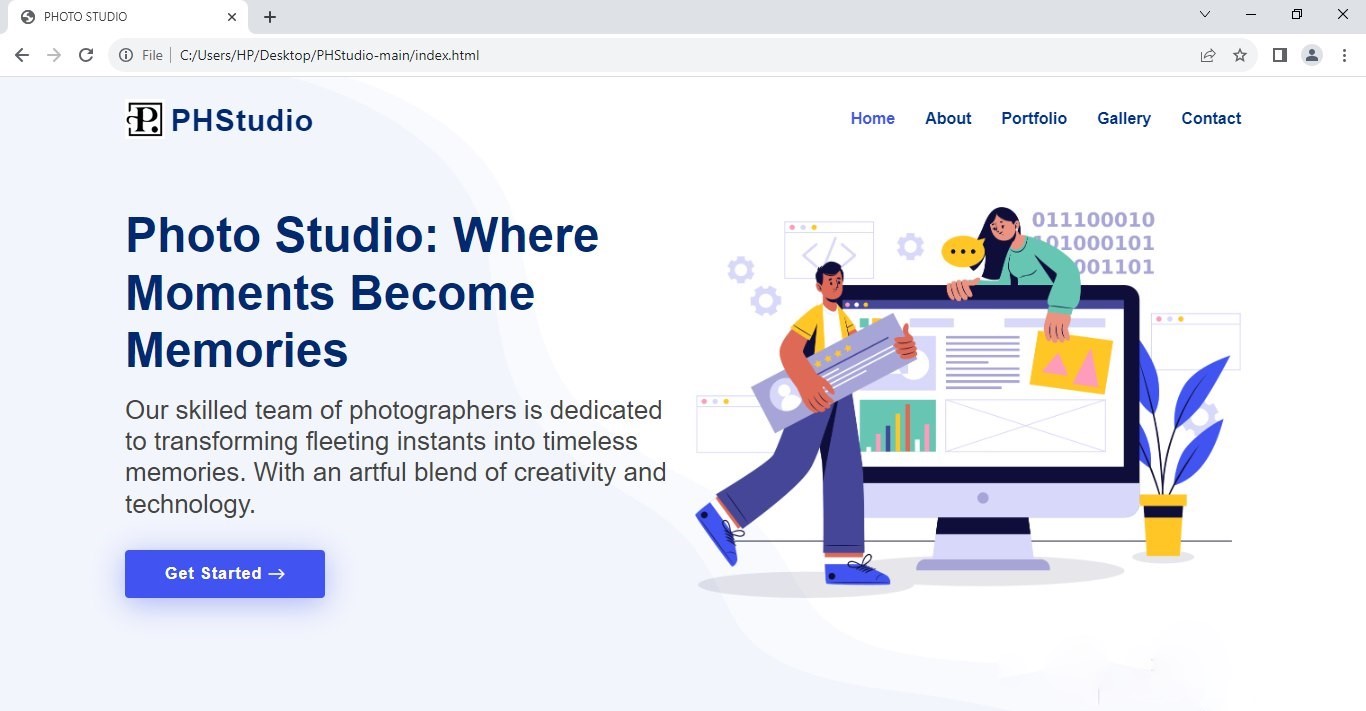 PHOTO STUDIO
File
C:/Users/HP/Desktop/PHStudio-main/index.html
P. PHStudio
Home About Portfolio Gallery Contact
Photo Studio: Where
Moments Become
Memories
Our skilled team of photographers is dedicated
to transforming fleeting instants into timeless
memories. With an artful blend of creativity and
technology.
Get Started →
011100010
101000101
001101